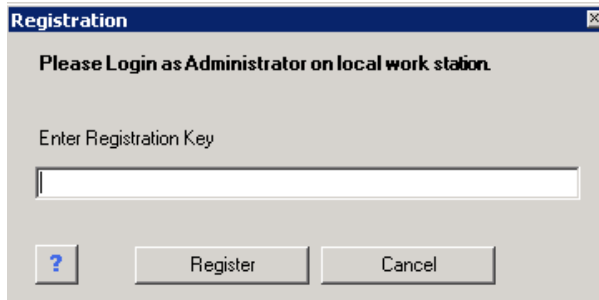 Registration
Please Login as Administrator on local work station.
Enter Registration Key
? Register Cancel